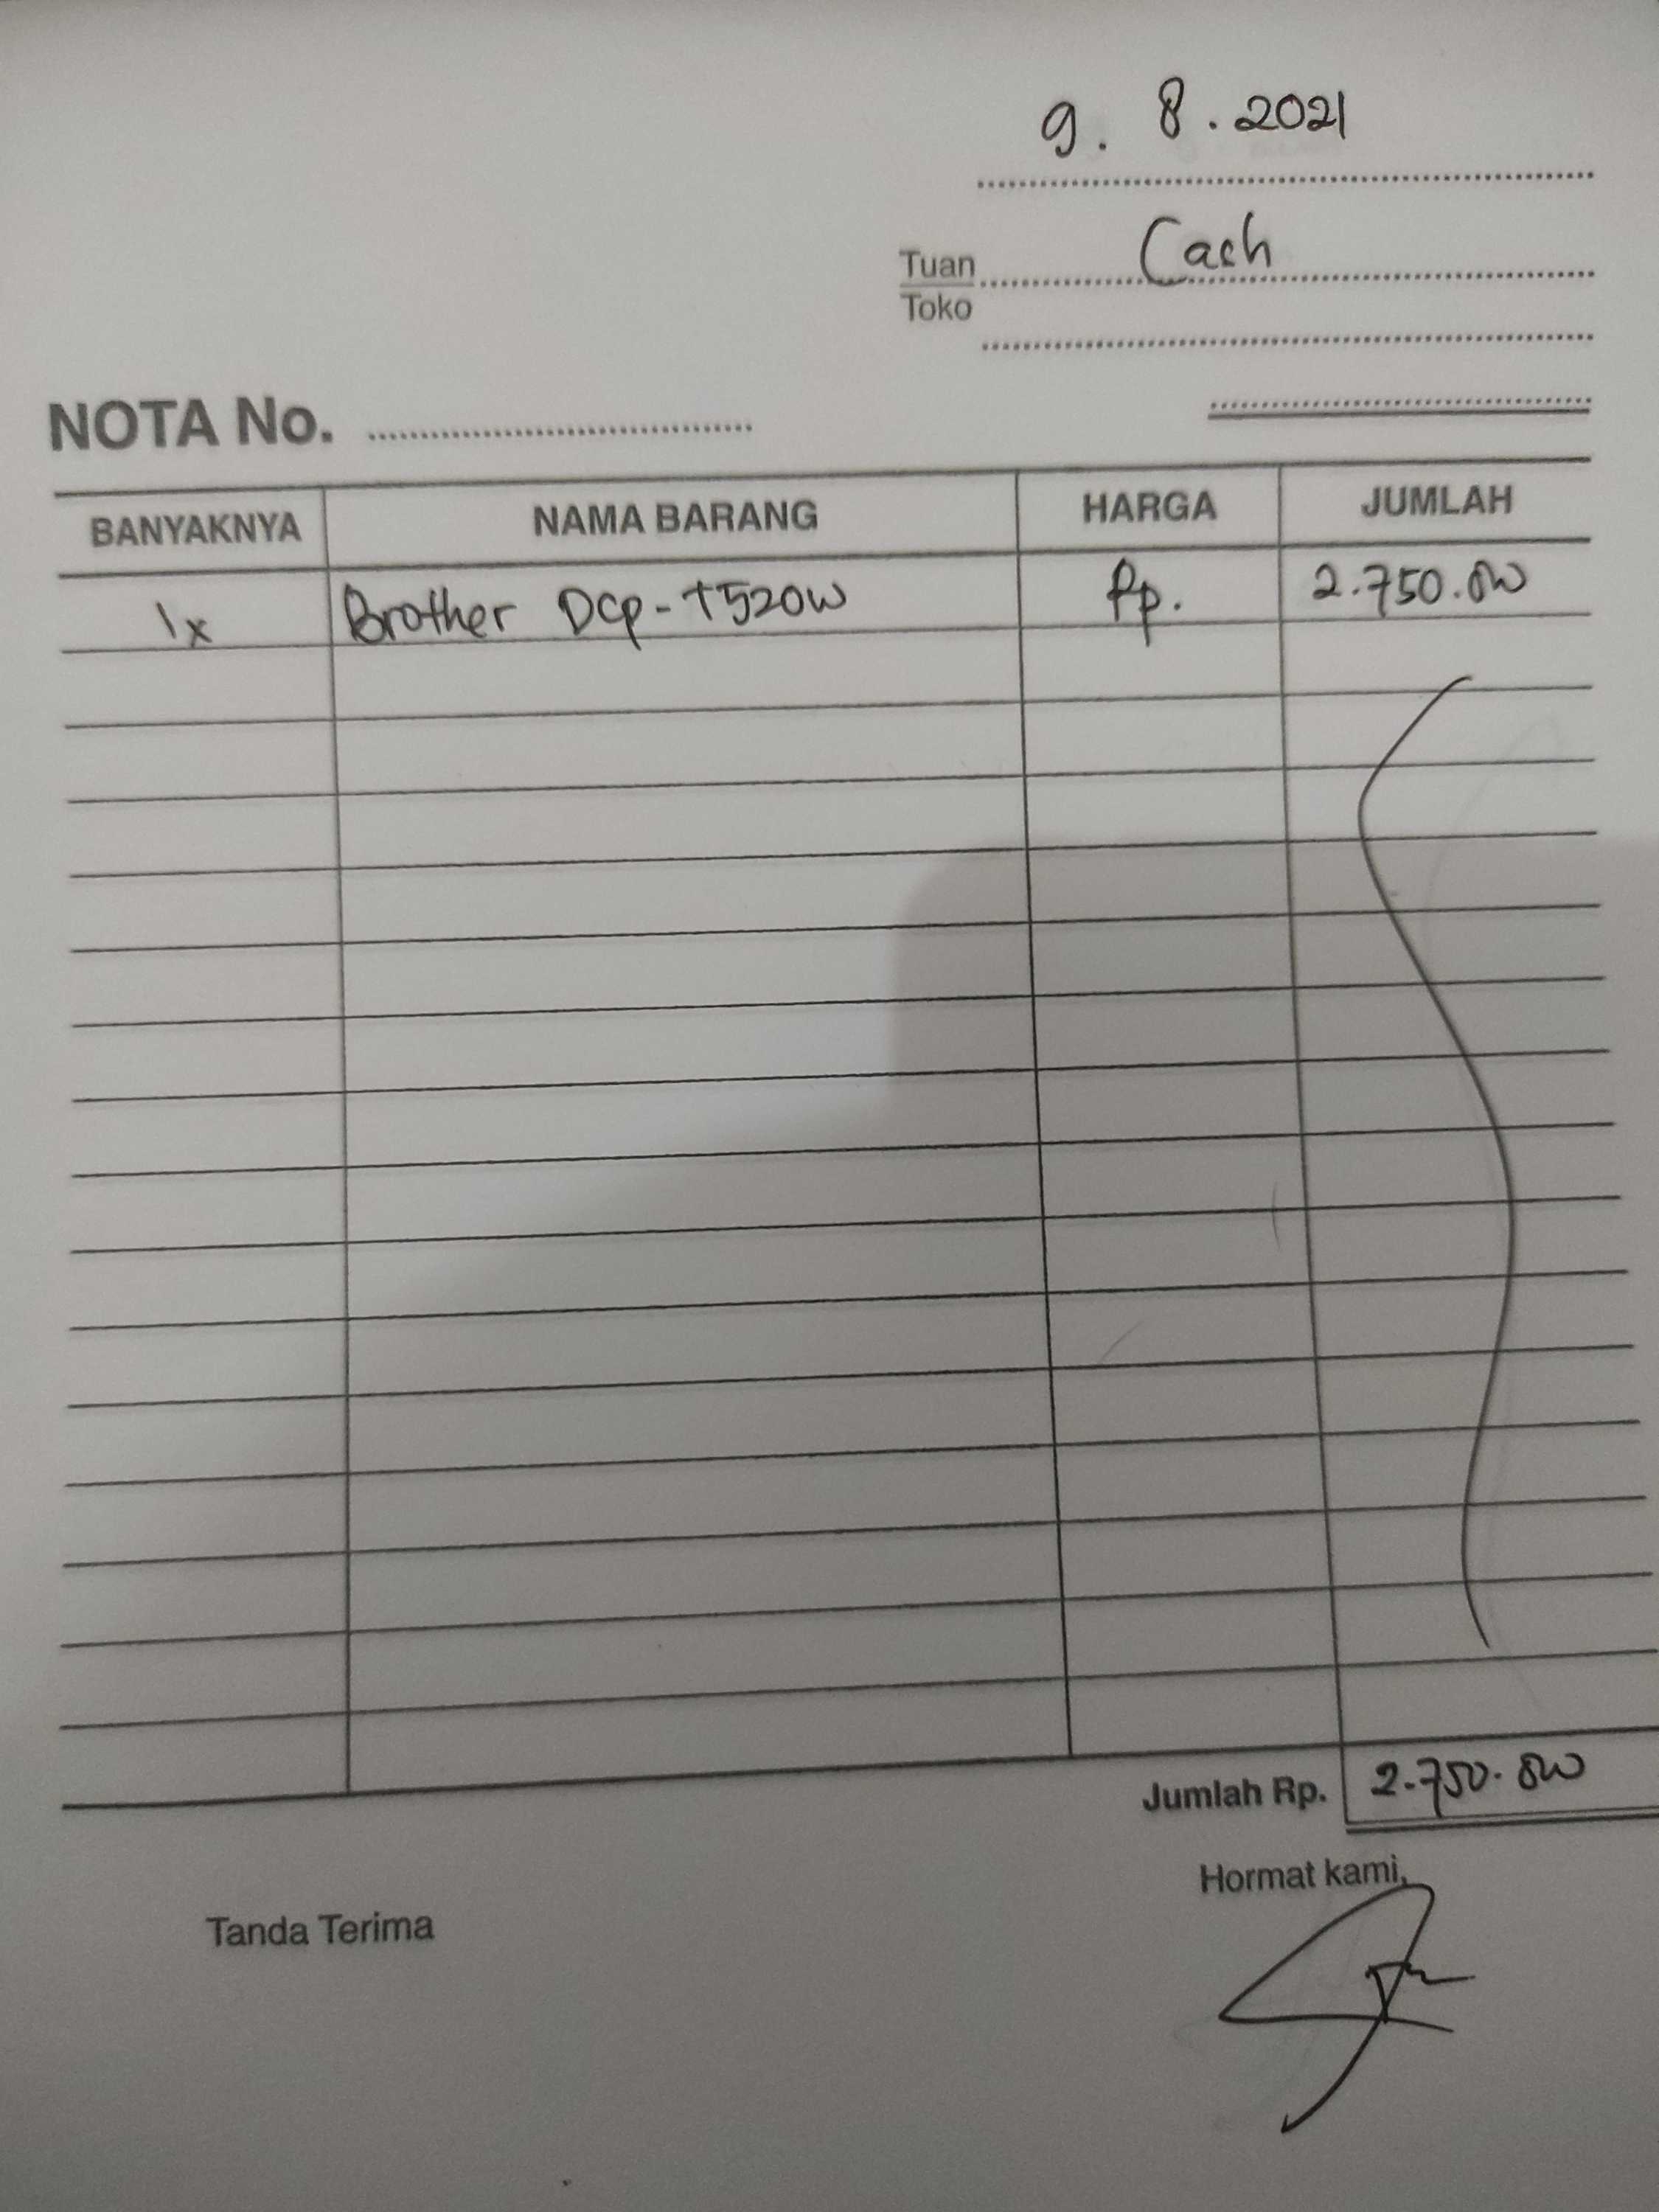 9. 8. 2021
Tuan Cash
Toko
NOTA No.
BANYAKNYA NAMA BARANG HARGA JUMLAH
1x Brother Dcp-T520W Rp. 2.750.000
Jumlah Rp. 2.750.000
Hormat kami,
Tanda Terima